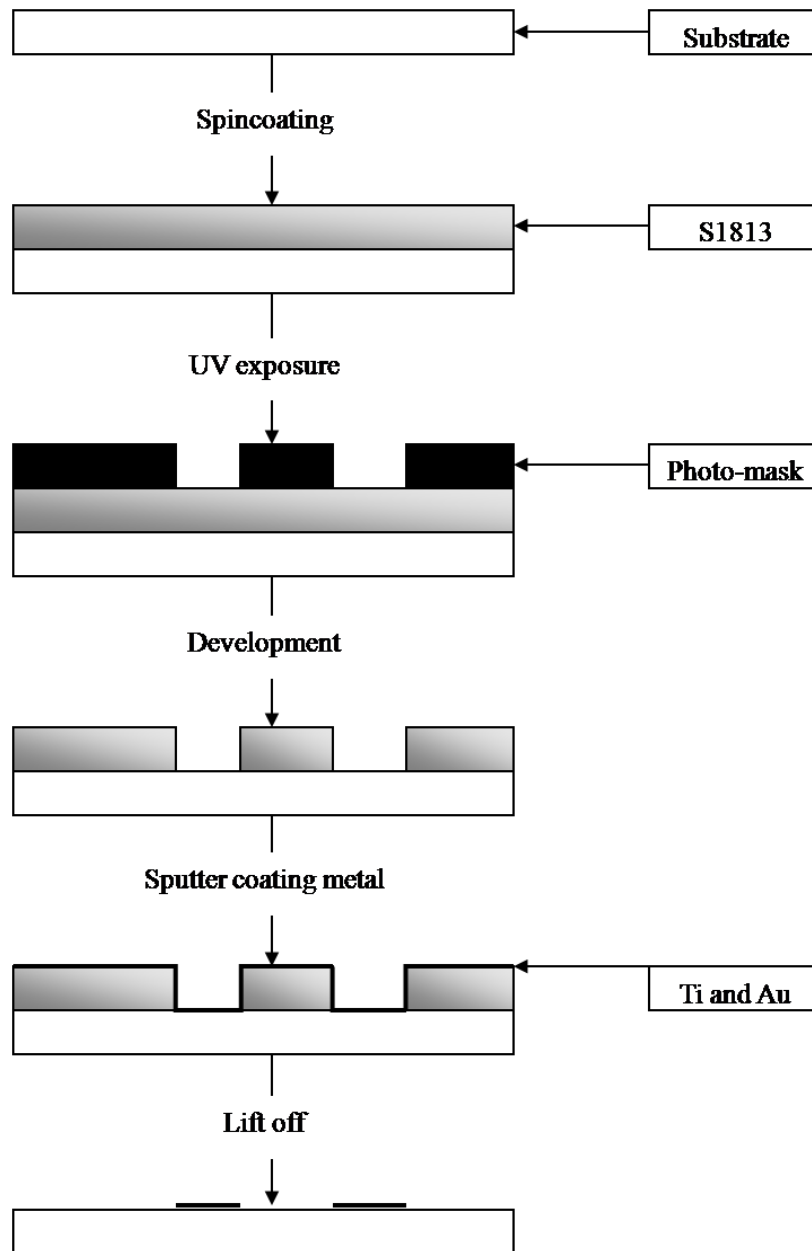 Substrate
Spincoating
S1813
UV exposure
Photo-mask
Development
Sputter coating metal
Ti and Au
Lift off